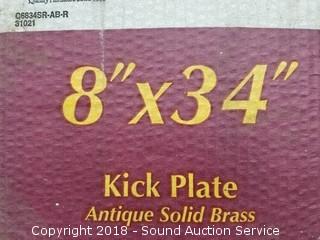 Q6834SR-AB-R
31021
8"x34"
Kick Plate
Antique Solid Brass
Copyright 2018 - Sound Auction Service